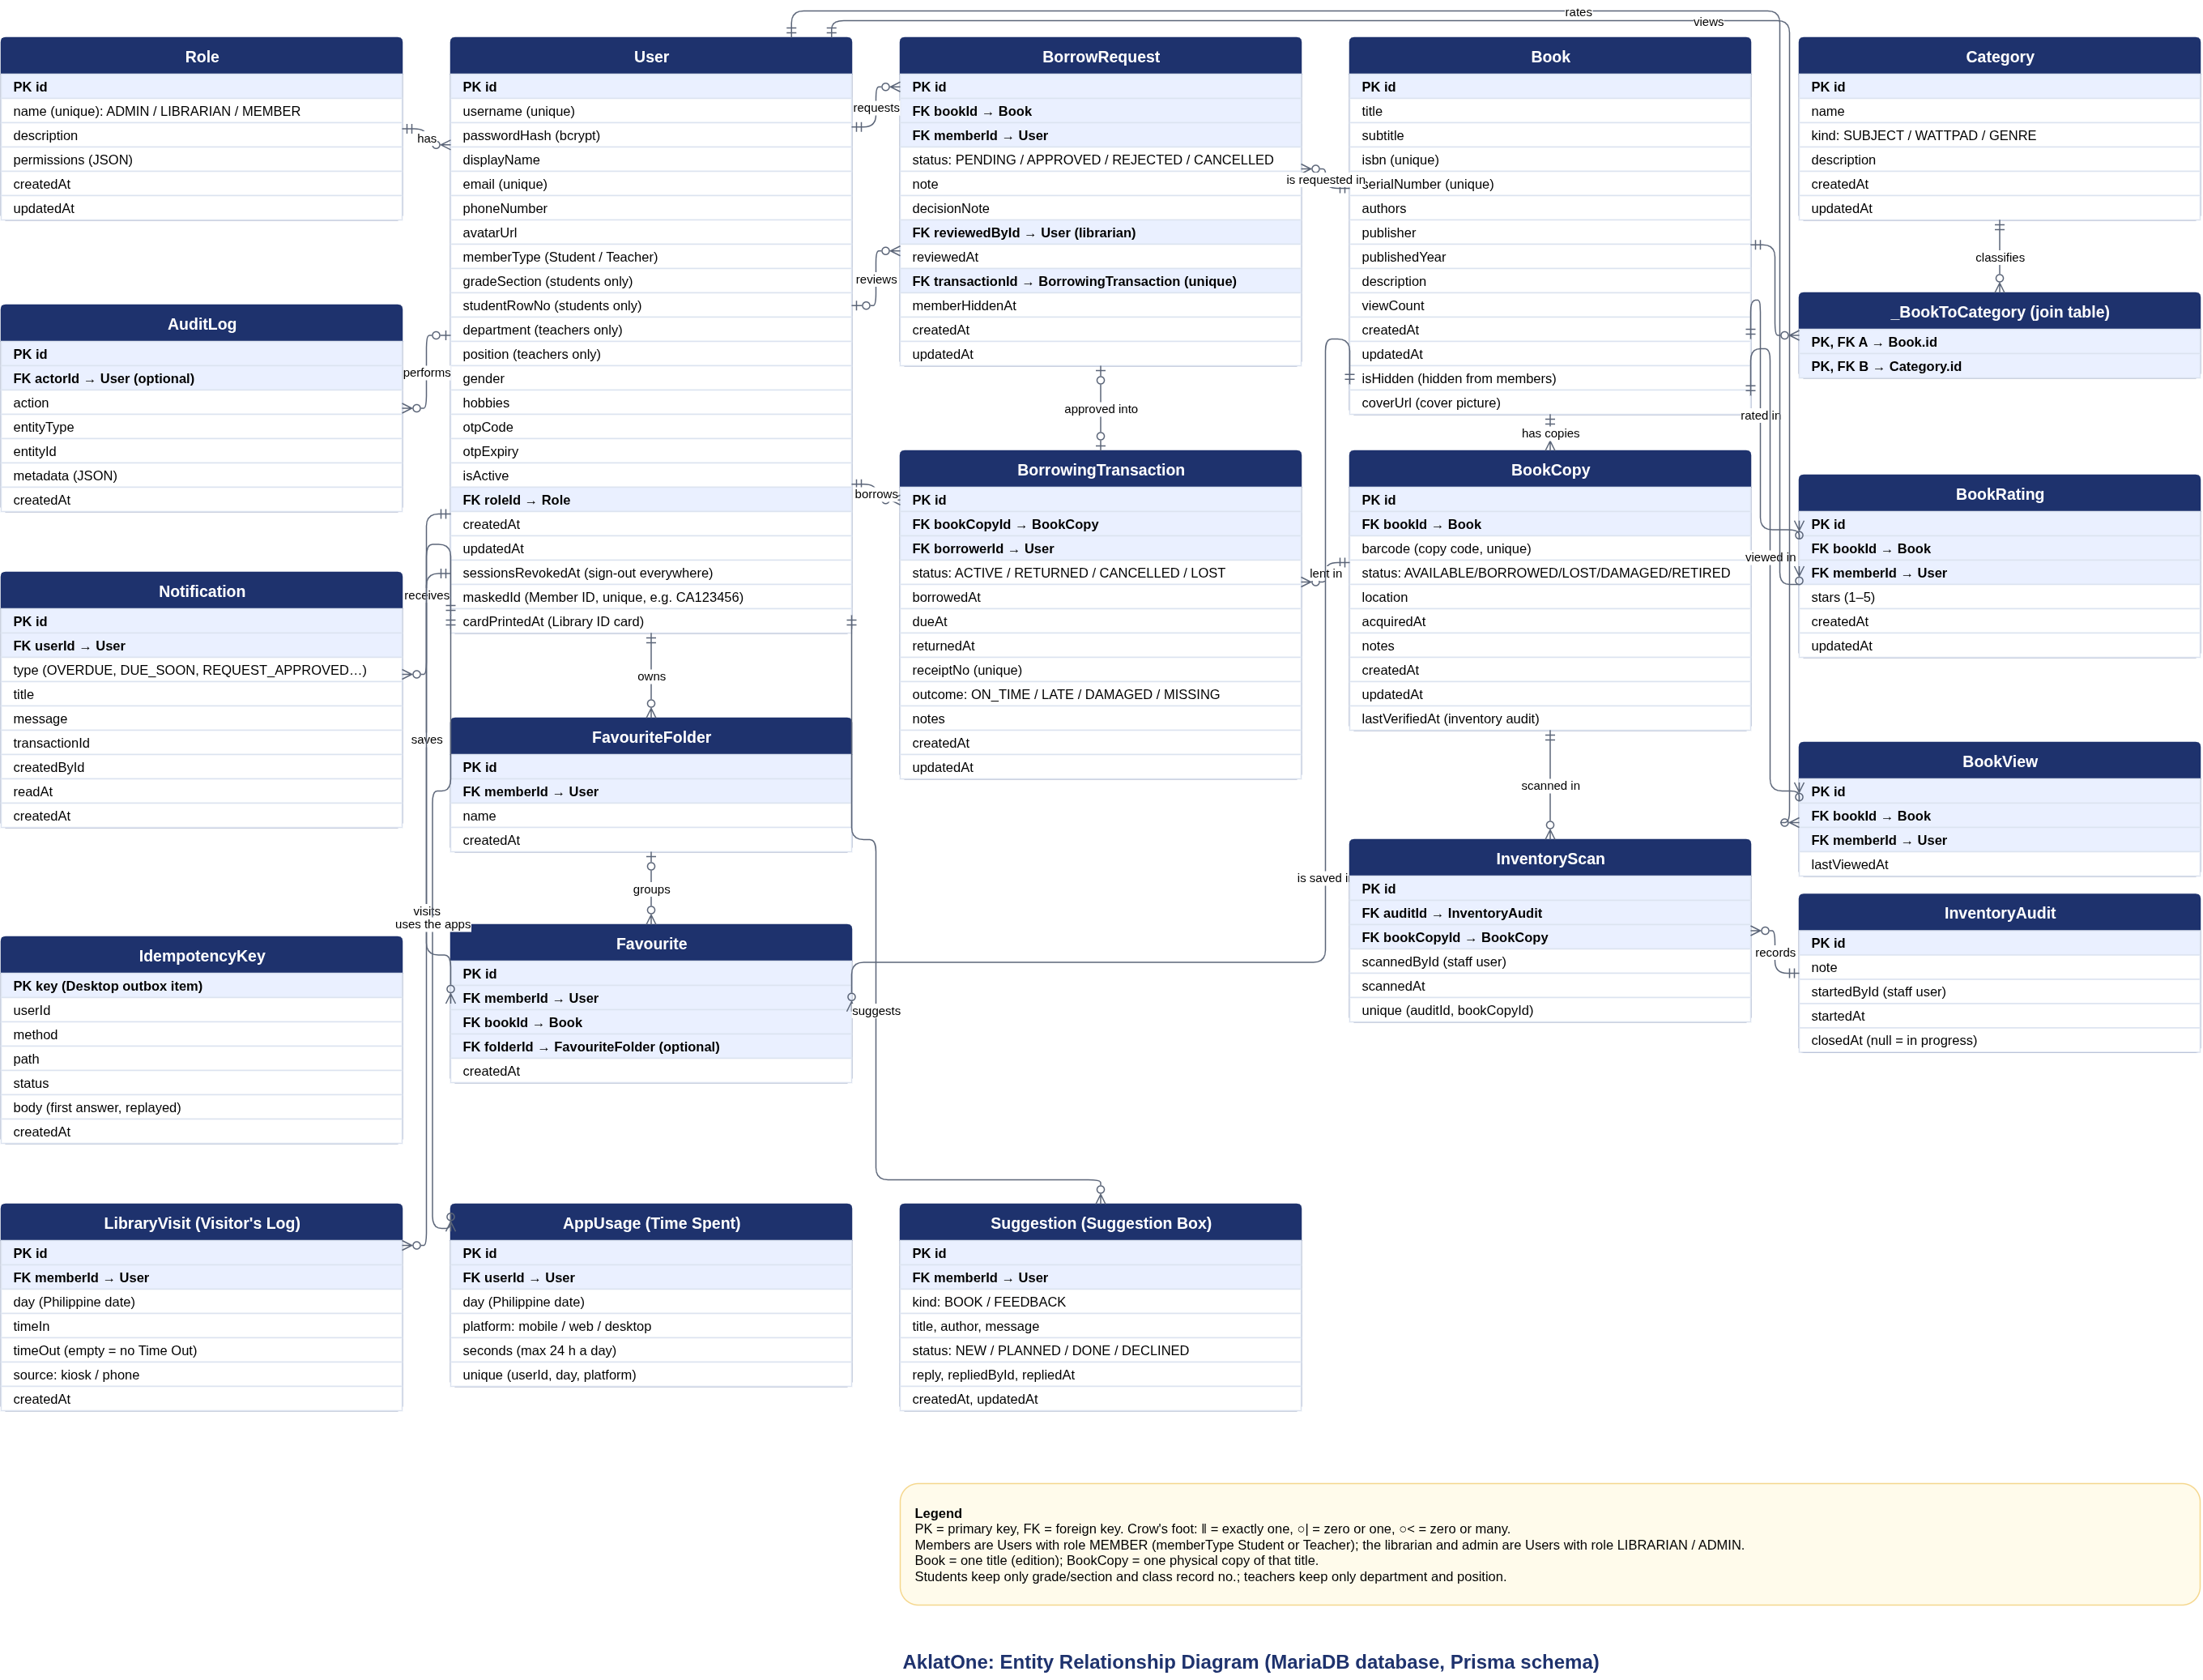 rates
views
Role
PK id
name (unique): ADMIN / LIBRARIAN / MEMBER
description
permissions (JSON)
createdAt
updatedAt
has
User
PK id
username (unique)
passwordHash (bcrypt)
displayName
email (unique)
phoneNumber
avatarUrl
memberType (Student / Teacher)
gradeSection (students only)
studentRowNo (students only)
department (teachers only)
position (teachers only)
gender
hobbies
otpCode
otpExpiry
isActive
FK roleId → Role
createdAt
updatedAt
sessionsRevokedAt (sign-out everywhere)
maskedId (Member ID, unique, e.g. CA123456)
cardPrintedAt (Library ID card)
requests
reviews
borrows
BorrowRequest
PK id
FK bookId → Book
FK memberId → User
status: PENDING / APPROVED / REJECTED / CANCELLED
note
decisionNote
FK reviewedById → User (librarian)
reviewedAt
FK transactionId → BorrowingTransaction (unique)
memberHiddenAt
createdAt
updatedAt
is requested in
Book
PK id
title
subtitle
isbn (unique)
serialNumber (unique)
authors
publisher
publishedYear
description
viewCount
createdAt
updatedAt
isHidden (hidden from members)
coverUrl (cover picture)
Category
PK id
name
kind: SUBJECT / WATTPAD / GENRE
description
createdAt
updatedAt
classifies
_BookToCategory (join table)
PK, FK A → Book.id
PK, FK B → Category.id
AuditLog
PK id
FK actorId → User (optional)
action
entityType
entityId
metadata (JSON)
createdAt
performs
approved into
has copies
rated in
BorrowingTransaction
PK id
FK bookCopyId → BookCopy
FK borrowerId → User
status: ACTIVE / RETURNED / CANCELLED / LOST
borrowedAt
dueAt
returnedAt
receiptNo (unique)
outcome: ON_TIME / LATE / DAMAGED / MISSING
notes
createdAt
updatedAt
lent in
BookCopy
PK id
FK bookId → Book
barcode (copy code, unique)
status: AVAILABLE/BORROWED/LOST/DAMAGED/RETIRED
location
acquiredAt
notes
createdAt
updatedAt
lastVerifiedAt (inventory audit)
viewed in
BookRating
PK id
FK bookId → Book
FK memberId → User
stars (1–5)
createdAt
updatedAt
Notification
PK id
FK userId → User
type (OVERDUE, DUE_SOON, REQUEST_APPROVED…)
title
message
transactionId
createdById
readAt
createdAt
receives
saves
owns
FavouriteFolder
PK id
FK memberId → User
name
createdAt
groups
scanned in
BookView
PK id
FK bookId → Book
FK memberId → User
lastViewedAt
is saved i
InventoryScan
PK id
FK auditId → InventoryAudit
FK bookCopyId → BookCopy
scannedById (staff user)
scannedAt
unique (auditId, bookCopyId)
records
InventoryAudit
PK id
note
startedById (staff user)
startedAt
closedAt (null = in progress)
visits
uses the apps
IdempotencyKey
PK key (Desktop outbox item)
userId
method
path
status
body (first answer, replayed)
createdAt
Favourite
PK id
FK memberId → User
FK bookId → Book
FK folderId → FavouriteFolder (optional)
createdAt
suggests
LibraryVisit (Visitor's Log)
PK id
FK memberId → User
day (Philippine date)
timeIn
timeOut (empty = no Time Out)
source: kiosk / phone
createdAt
AppUsage (Time Spent)
PK id
FK userId → User
day (Philippine date)
platform: mobile / web / desktop
seconds (max 24 h a day)
unique (userId, day, platform)
Suggestion (Suggestion Box)
PK id
FK memberId → User
kind: BOOK / FEEDBACK
title, author, message
status: NEW / PLANNED / DONE / DECLINED
reply, repliedById, repliedAt
createdAt, updatedAt
Legend
PK = primary key, FK = foreign key. Crow's foot: ‖ = exactly one, ○| = zero or one, ○< = zero or many.
Members are Users with role MEMBER (memberType Student or Teacher); the librarian and admin are Users with role LIBRARIAN / ADMIN.
Book = one title (edition); BookCopy = one physical copy of that title.
Students keep only grade/section and class record no.; teachers keep only department and position.
AklatOne: Entity Relationship Diagram (MariaDB database, Prisma schema)